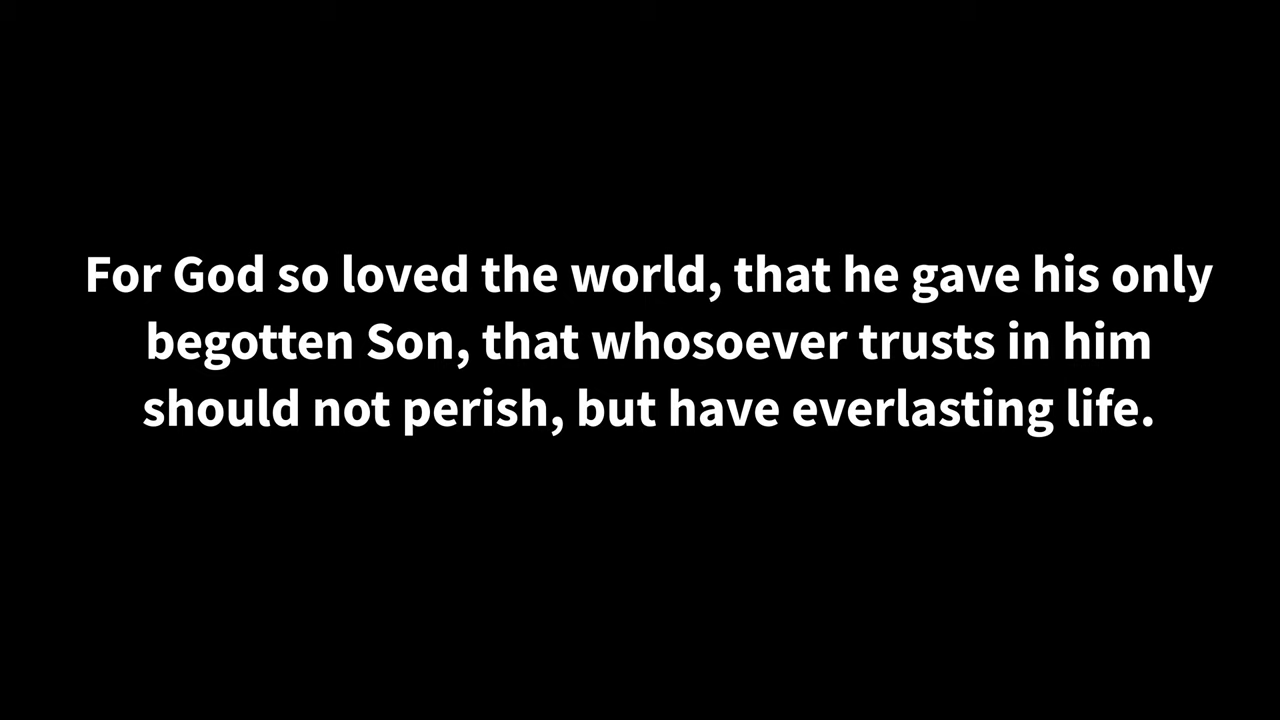 For God so loved the world, that he gave his only
begotten Son, that whosoever trusts in him
should not perish, but have everlasting life.